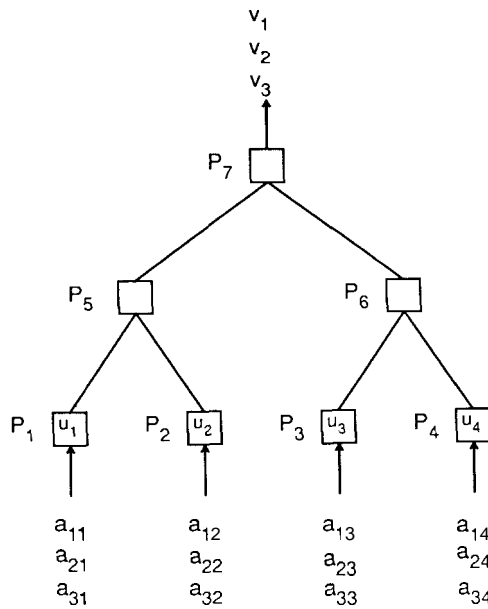 v₁
v₂
v₃
P₇
P₅ P₆
P₁ u₁ P₂ u₂ P₃ u₃ P₄ u₄
a₁₁ a₁₂ a₁₃ a₁₄
a₂₁ a₂₂ a₂₃ a₂₄
a₃₁ a₃₂ a₃₃ a₃₄